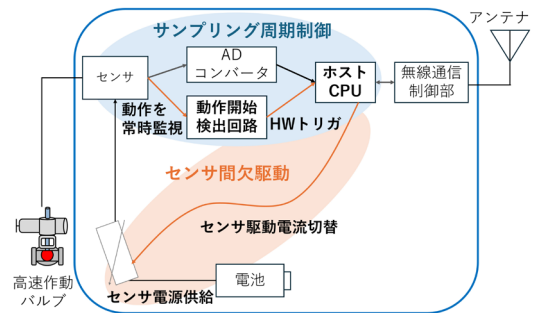 サンプリング周期制御
アンテナ
センサ
AD
コンバータ
ホスト
CPU
無線通信
制御部
動作を
常時監視
動作開始
検出回路
HWトリガ
センサ間欠駆動
センサ駆動電流切替
高速作動
バルブ
センサ電源供給
電池